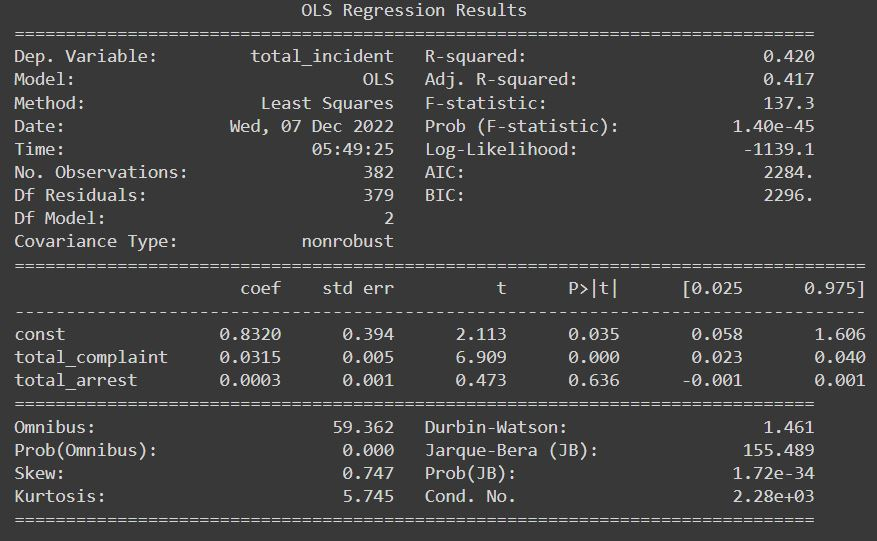 OLS Regression Results
==============================================================================
Dep. Variable:         total_incident   R-squared:                       0.420
Model:                            OLS   Adj. R-squared:                  0.417
Method:                 Least Squares   F-statistic:                     137.3
Date:                Wed, 07 Dec 2022   Prob (F-statistic):           1.40e-45
Time:                        05:49:25   Log-Likelihood:                -1139.1
No. Observations:                 382   AIC:                             2284.
Df Residuals:                     379   BIC:                             2296.
Df Model:                           2
Covariance Type:            nonrobust
===================================================================================
                      coef    std err          t      P>|t|      [0.025      0.975]
-----------------------------------------------------------------------------------
const               0.8320      0.394      2.113      0.035       0.058       1.606
total_complaint     0.0315      0.005      6.909      0.000       0.023       0.040
total_arrest        0.0003      0.001      0.473      0.636      -0.001       0.001
==============================================================================
Omnibus:                       59.362   Durbin-Watson:                   1.461
Prob(Omnibus):                  0.000   Jarque-Bera (JB):              155.489
Skew:                           0.747   Prob(JB):                     1.72e-34
Kurtosis:                       5.745   Cond. No.                     2.28e+03
==============================================================================